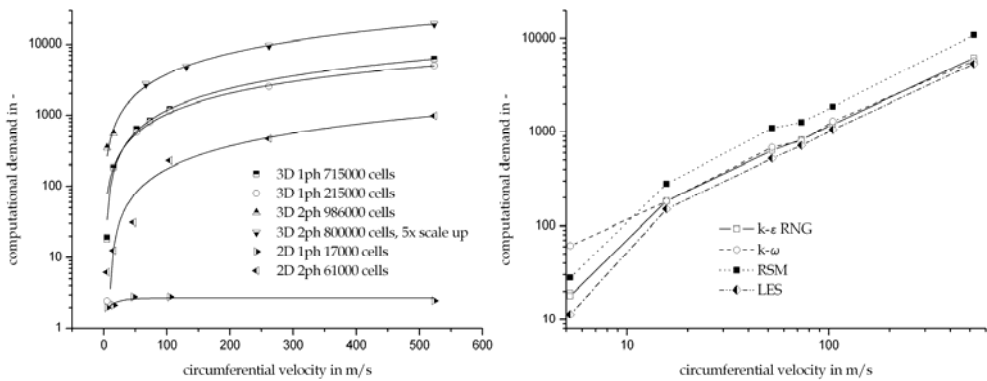 computational demand in -
10000
1000
100
10
1
3D 1ph 715000 cells
3D 1ph 215000 cells
3D 2ph 986000 cells
3D 2ph 800000 cells, 5x scale up
2D 1ph 17000 cells
2D 2ph 61000 cells
0 100 200 300 400 500 600
circumferential velocity in m/s
computational demand in -
10000
1000
100
10
k-ε RNG
k-ω
RSM
LES
10 100
circumferential velocity in m/s